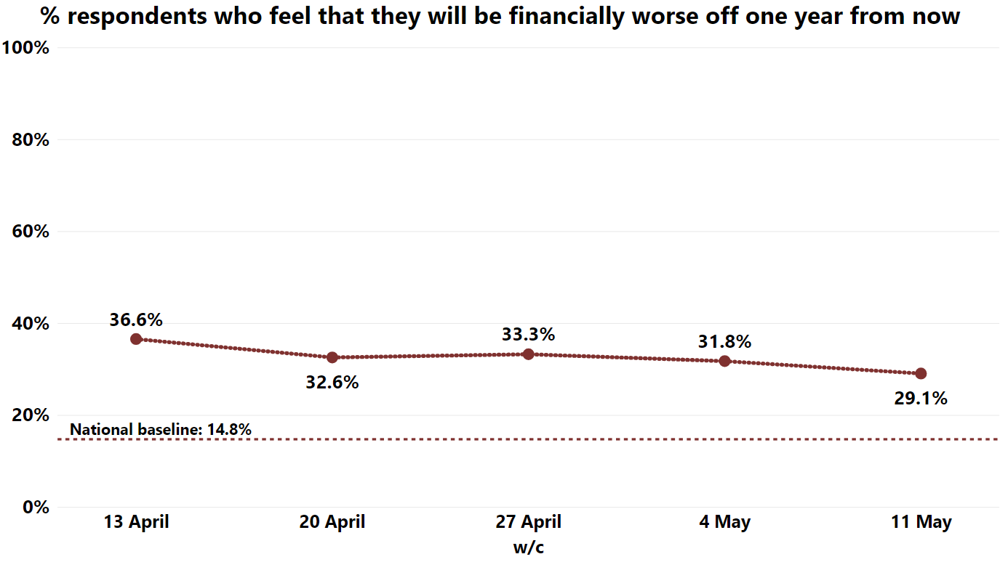 % respondents who feel that they will be financially worse off one year from now
100%
80%
60%
40%
20%
0%
36.6%
32.6%
33.3%
31.8%
29.1%
National baseline: 14.8%
13 April
20 April
27 April
4 May
11 May
w/c